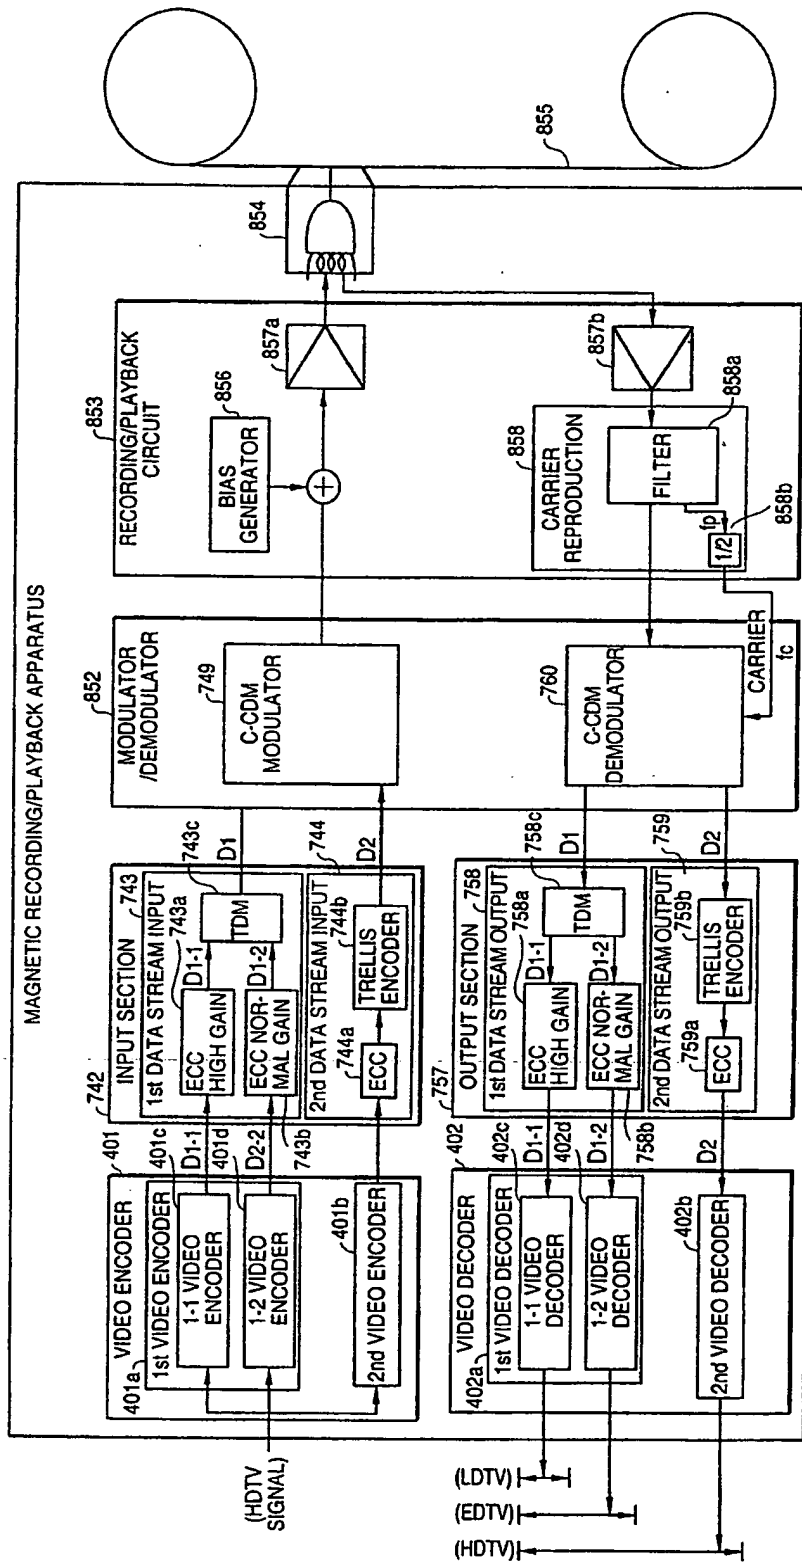 MAGNETIC RECORDING/PLAYBACK APPARATUS
401
VIDEO ENCODER
401a
1st VIDEO ENCODER
401c
1-1 VIDEO
ENCODER
401d
1-2 VIDEO
ENCODER
401b
2nd VIDEO ENCODER
(HDTV
SIGNAL)
D1-1
D2-2
742
INPUT SECTION
743
1st DATA STREAM INPUT
743a
ECC
HIGH GAIN
D1-1
743c
TDM
D1-2
ECC NOR-
MAL GAIN
743b
744
2nd DATA STREAM INPUT
744a
ECC
744b
TRELLIS
ENCODER
D1
D2
852
MODULATOR
/DEMODULATOR
749
C-CDM
MODULATOR
760
C-CDM
DEMODULATOR
CARRIER
fc
853
RECORDING/PLAYBACK
CIRCUIT
856
BIAS
GENERATOR
+
857a
854
855
857b
858
CARRIER
REPRODUCTION
858a
FILTER
fp
1/2
858b
402
VIDEO DECODER
402a
1st VIDEO DECODER
402c
1-1 VIDEO
DECODER
402d
1-2 VIDEO
DECODER
402b
2nd VIDEO DECODER
D1-1
D1-2
D2
757
OUTPUT SECTION
758
1st DATA STREAM OUTPUT
758a
ECC
HIGH GAIN
D1-1
758c
TDM
D1-2
ECC NOR-
MAL GAIN
758b
759
2nd DATA STREAM OUTPUT
759a
ECC
759b
TRELLIS
ENCODER
D1
D2
(LDTV)
(EDTV)
(HDTV)